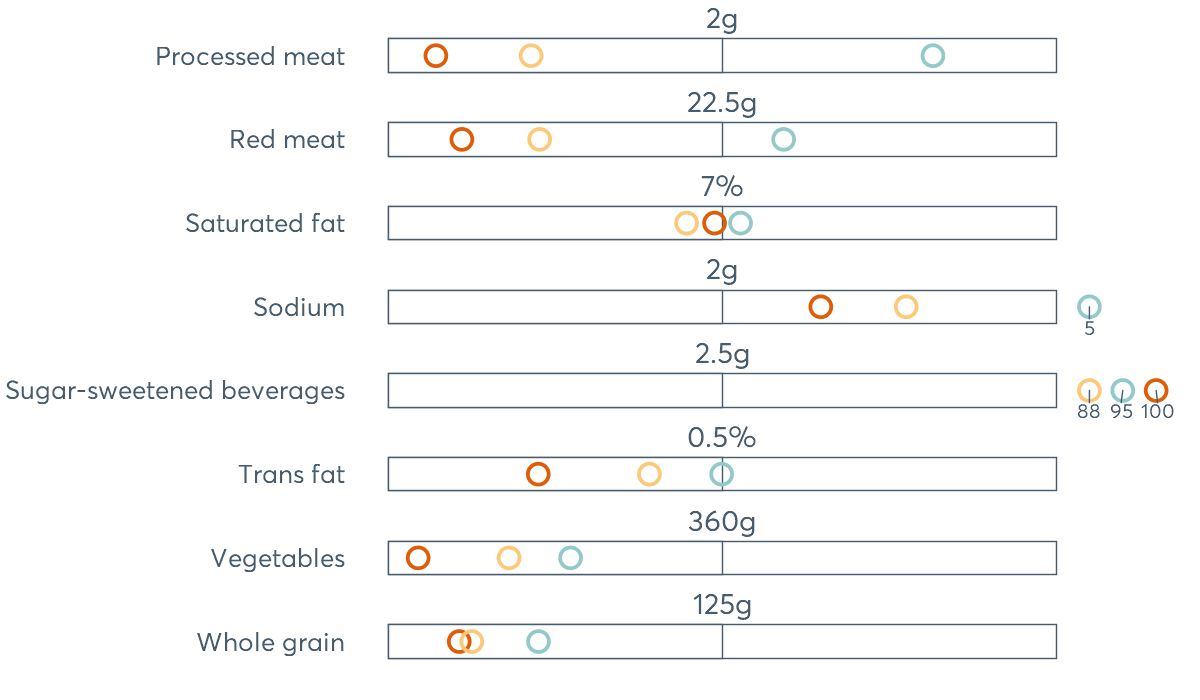 2g
Processed meat
22.5g
Red meat
7%
Saturated fat
2g
Sodium
5
2.5g
Sugar-sweetened beverages
88 95 100
0.5%
Trans fat
360g
Vegetables
125g
Whole grain